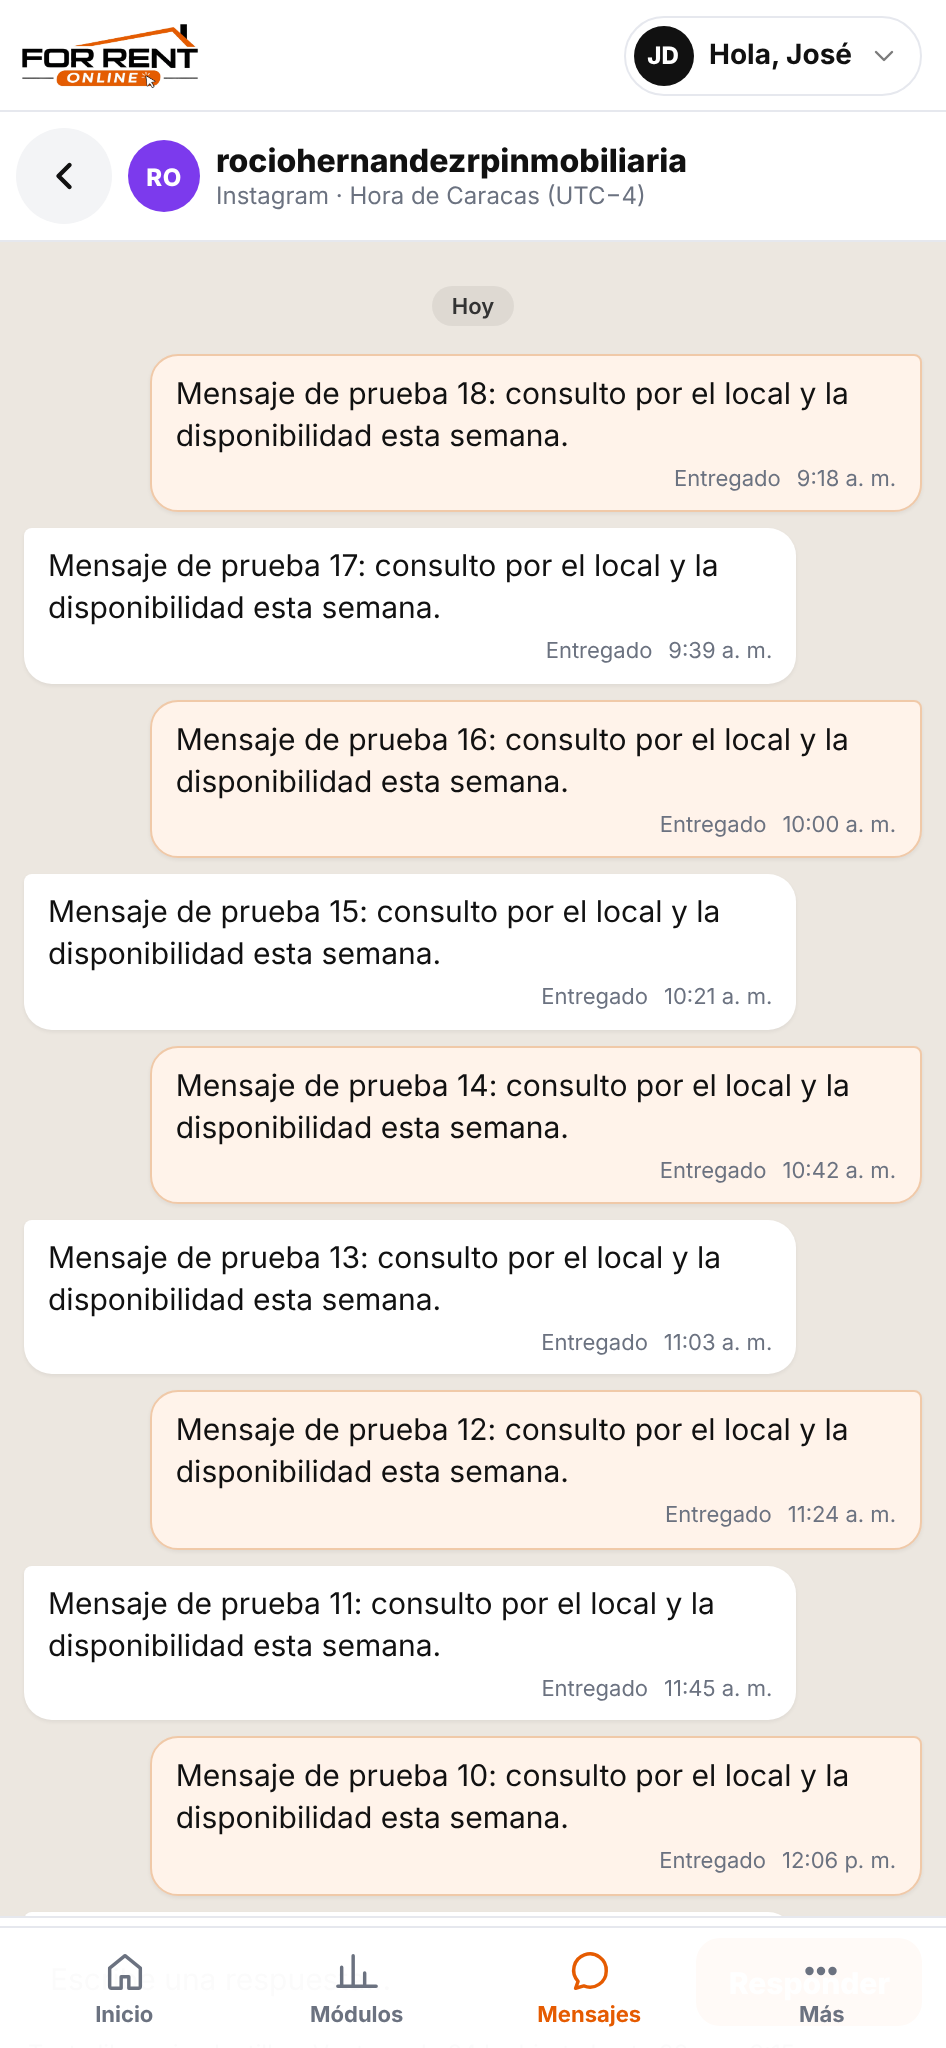 FOR RENT
ONLINE
JD
Hola, José
RO
rociohernandezrpinmobiliaria
Instagram · Hora de Caracas (UTC−4)
Hoy
Mensaje de prueba 18: consulto por el local y la
disponibilidad esta semana.
Entregado 9:18 a. m.
Mensaje de prueba 17: consulto por el local y la
disponibilidad esta semana.
Entregado 9:39 a. m.
Mensaje de prueba 16: consulto por el local y la
disponibilidad esta semana.
Entregado 10:00 a. m.
Mensaje de prueba 15: consulto por el local y la
disponibilidad esta semana.
Entregado 10:21 a. m.
Mensaje de prueba 14: consulto por el local y la
disponibilidad esta semana.
Entregado 10:42 a. m.
Mensaje de prueba 13: consulto por el local y la
disponibilidad esta semana.
Entregado 11:03 a. m.
Mensaje de prueba 12: consulto por el local y la
disponibilidad esta semana.
Entregado 11:24 a. m.
Mensaje de prueba 11: consulto por el local y la
disponibilidad esta semana.
Entregado 11:45 a. m.
Mensaje de prueba 10: consulto por el local y la
disponibilidad esta semana.
Entregado 12:06 p. m.
una Responder
Inicio Módulos Mensajes Más